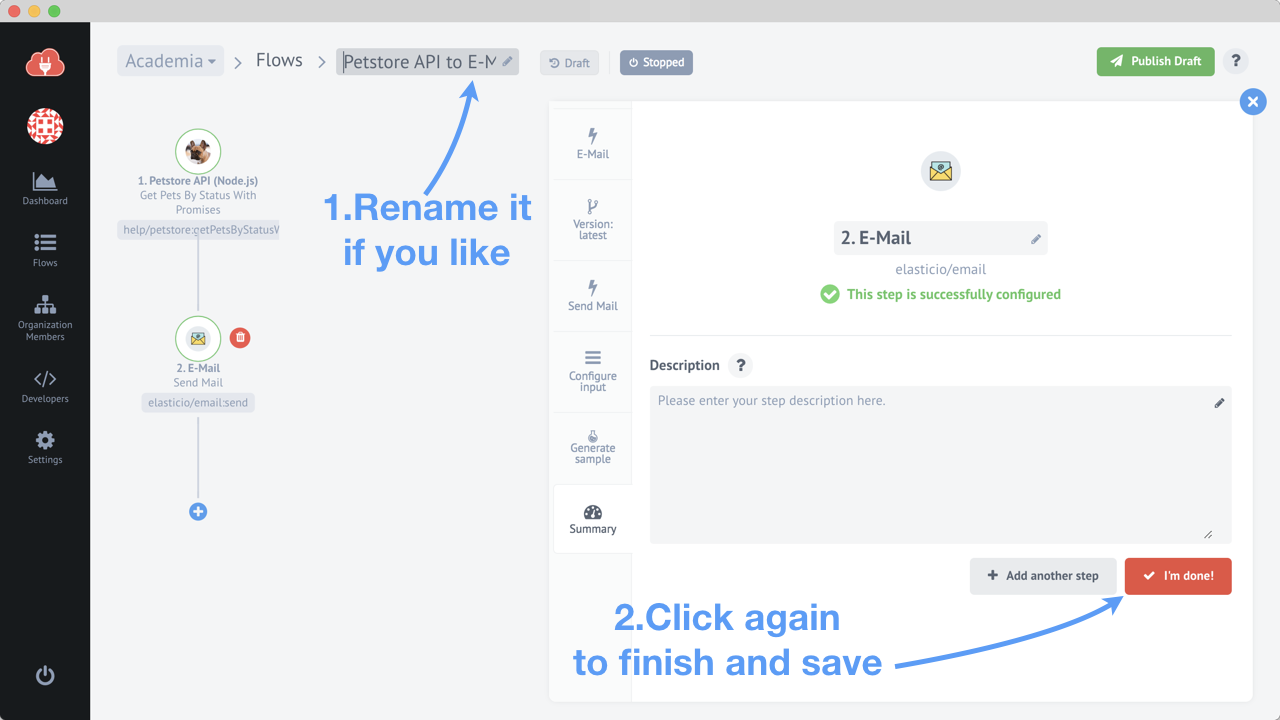 Academia
Flows
Petstore API to E-M
Draft
Stopped
Publish Draft
?
Dashboard
Flows
Organization
Members
Developers
Settings
1. Petstore API (Node.js)
Get Pets By Status With
Promises
help/petstore:getPetsByStatusW
2. E-Mail
Send Mail
elasticio/email:send
1.Rename it
if you like
E-Mail
Version:
latest
Send Mail
Configure
input
Generate
sample
Summary
2. E-Mail
elasticio/email
This step is successfully configured
Description ?
Please enter your step description here.
Add another step
I'm done!
2.Click again
to finish and save